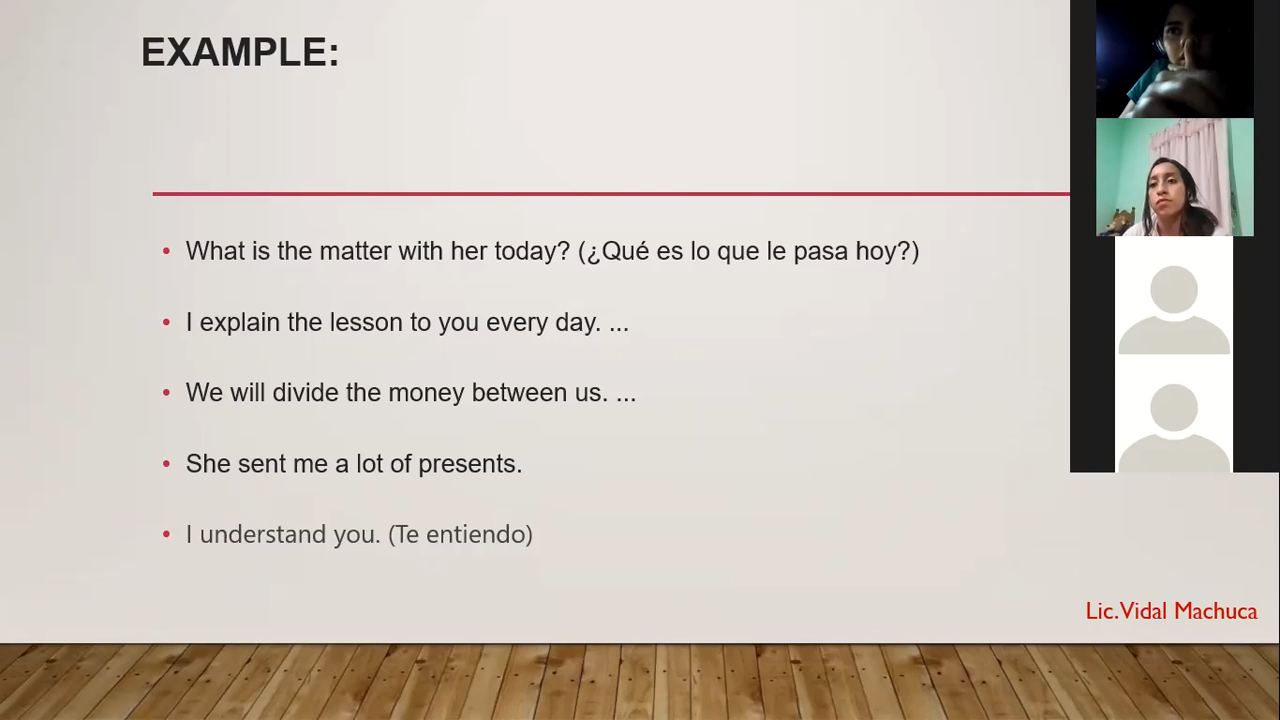 EXAMPLE:
What is the matter with her today? (¿Qué es lo que le pasa hoy?)
I explain the lesson to you every day. ...
We will divide the money between us. ...
She sent me a lot of presents.
I understand you. (Te entiendo)
Lic. Vidal Machuca